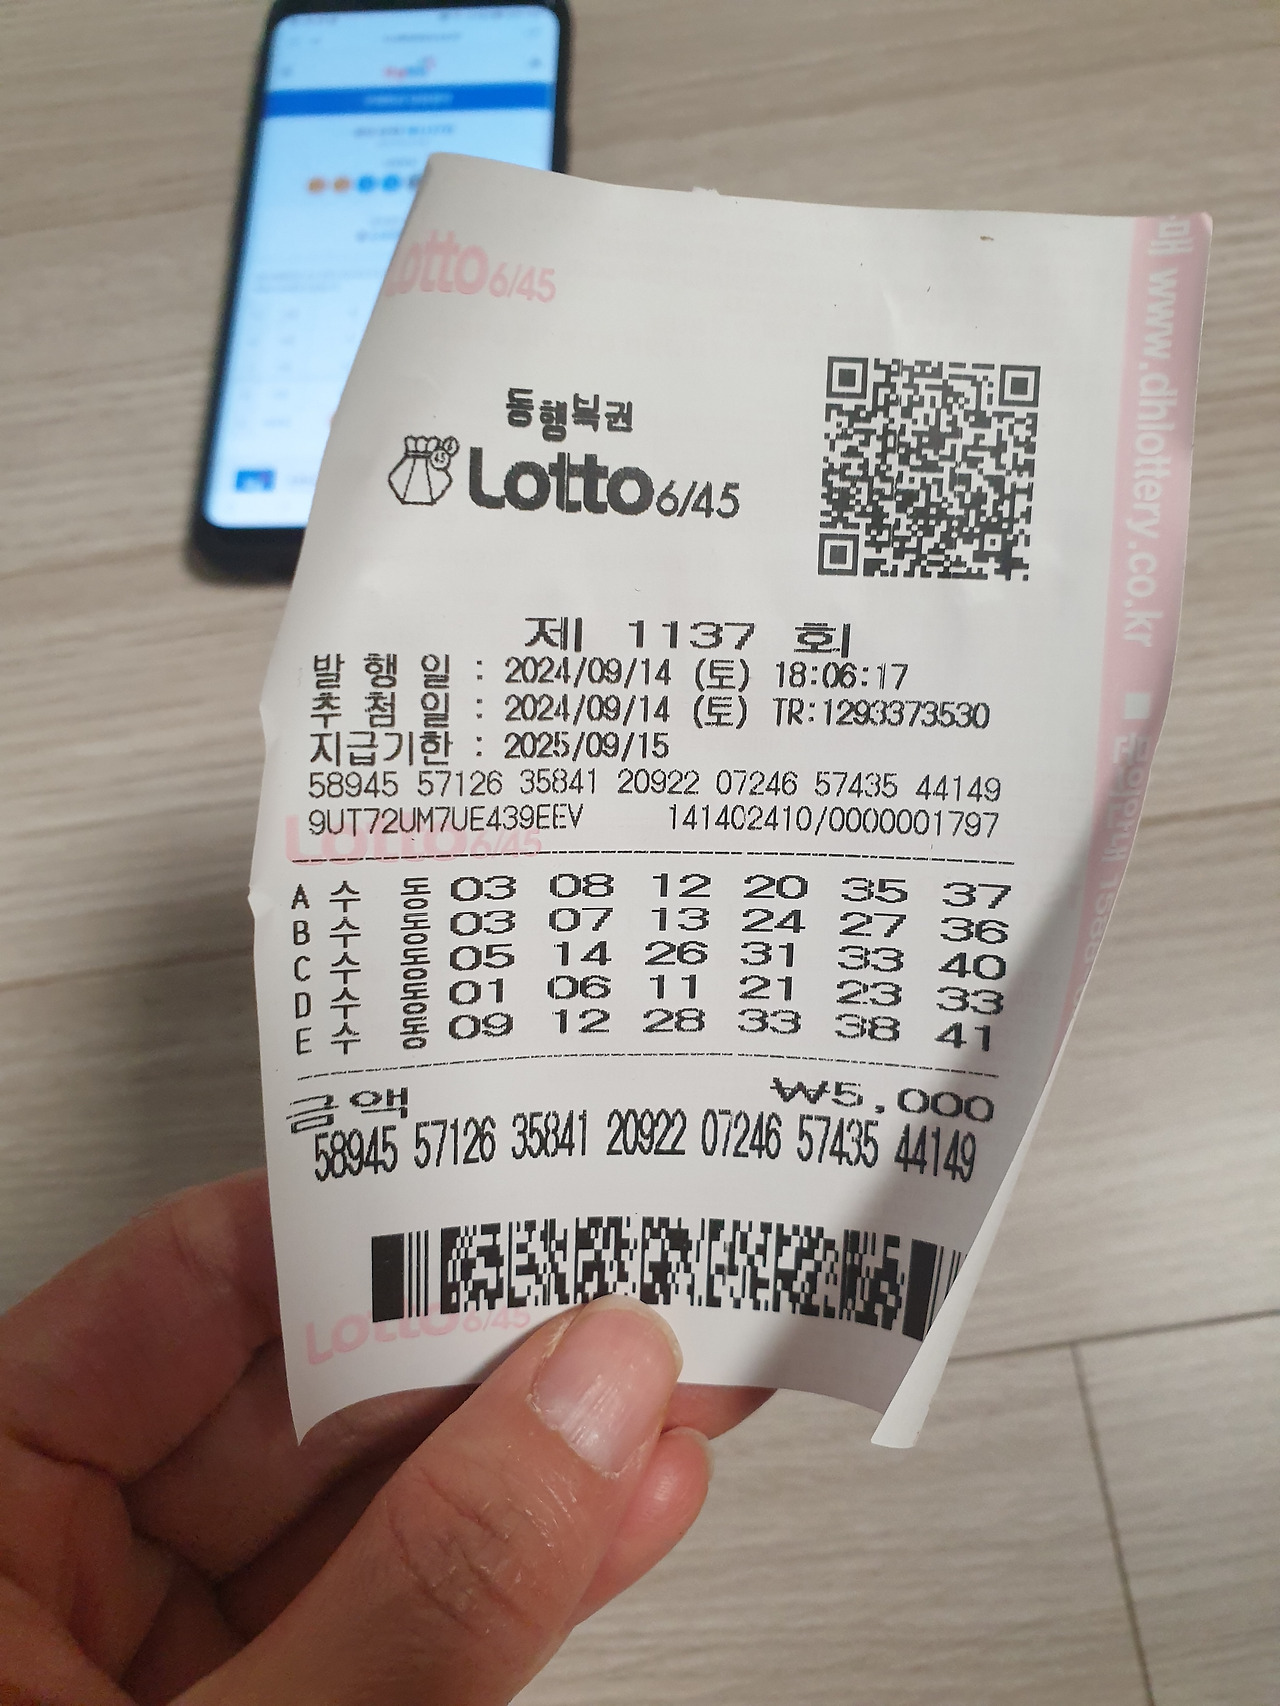 Lotto 6/45
동행복권
Lotto 6/45
제 1137 회
발 행 일 : 2024/09/14 (토) 18:06:17
추 첨 일 : 2024/09/14 (토) TR:1293373530
지급기한 : 2025/09/15
58945 57126 35841 20922 07246 57435 44149
9UT72UM7UE439EEV 141402410/0000001797
Lotto 6/45
A 수 동 03 08 12 20 35 37
B 수 동 03 07 13 24 27 36
C 수 동 05 14 26 31 33 40
D 수 동 01 06 11 21 23 33
E 수 동 09 12 28 33 38 41
금액 ₩5,000
58945 57126 35841 20922 07246 57435 44149
Lotto 6/45
매 www.dhlottery.co.kr ■